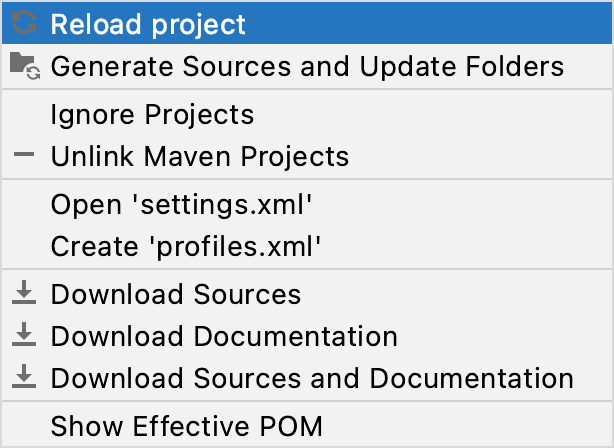 Reload project
Generate Sources and Update Folders
Ignore Projects
Unlink Maven Projects
Open 'settings.xml'
Create 'profiles.xml'
Download Sources
Download Documentation
Download Sources and Documentation
Show Effective POM